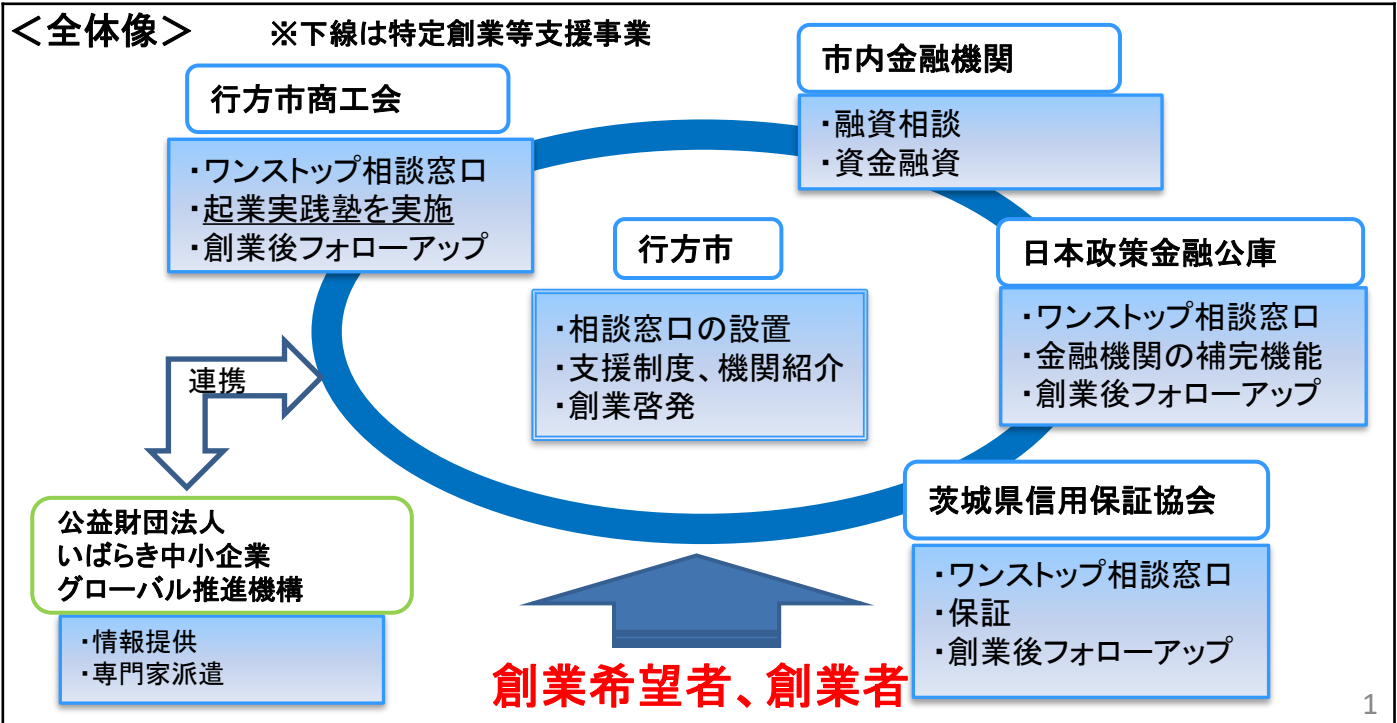 ＜全体像＞ ※下線は特定創業等支援事業
行方市商工会
・ワンストップ相談窓口
・起業実践塾を実施
・創業後フォローアップ
市内金融機関
・融資相談
・資金融資
行方市
・相談窓口の設置
・支援制度、機関紹介
・創業啓発
日本政策金融公庫
・ワンストップ相談窓口
・金融機関の補完機能
・創業後フォローアップ
連携
公益財団法人
いばらき中小企業
グローバル推進機構
・情報提供
・専門家派遣
茨城県信用保証協会
・ワンストップ相談窓口
・保証
・創業後フォローアップ
創業希望者、創業者
1